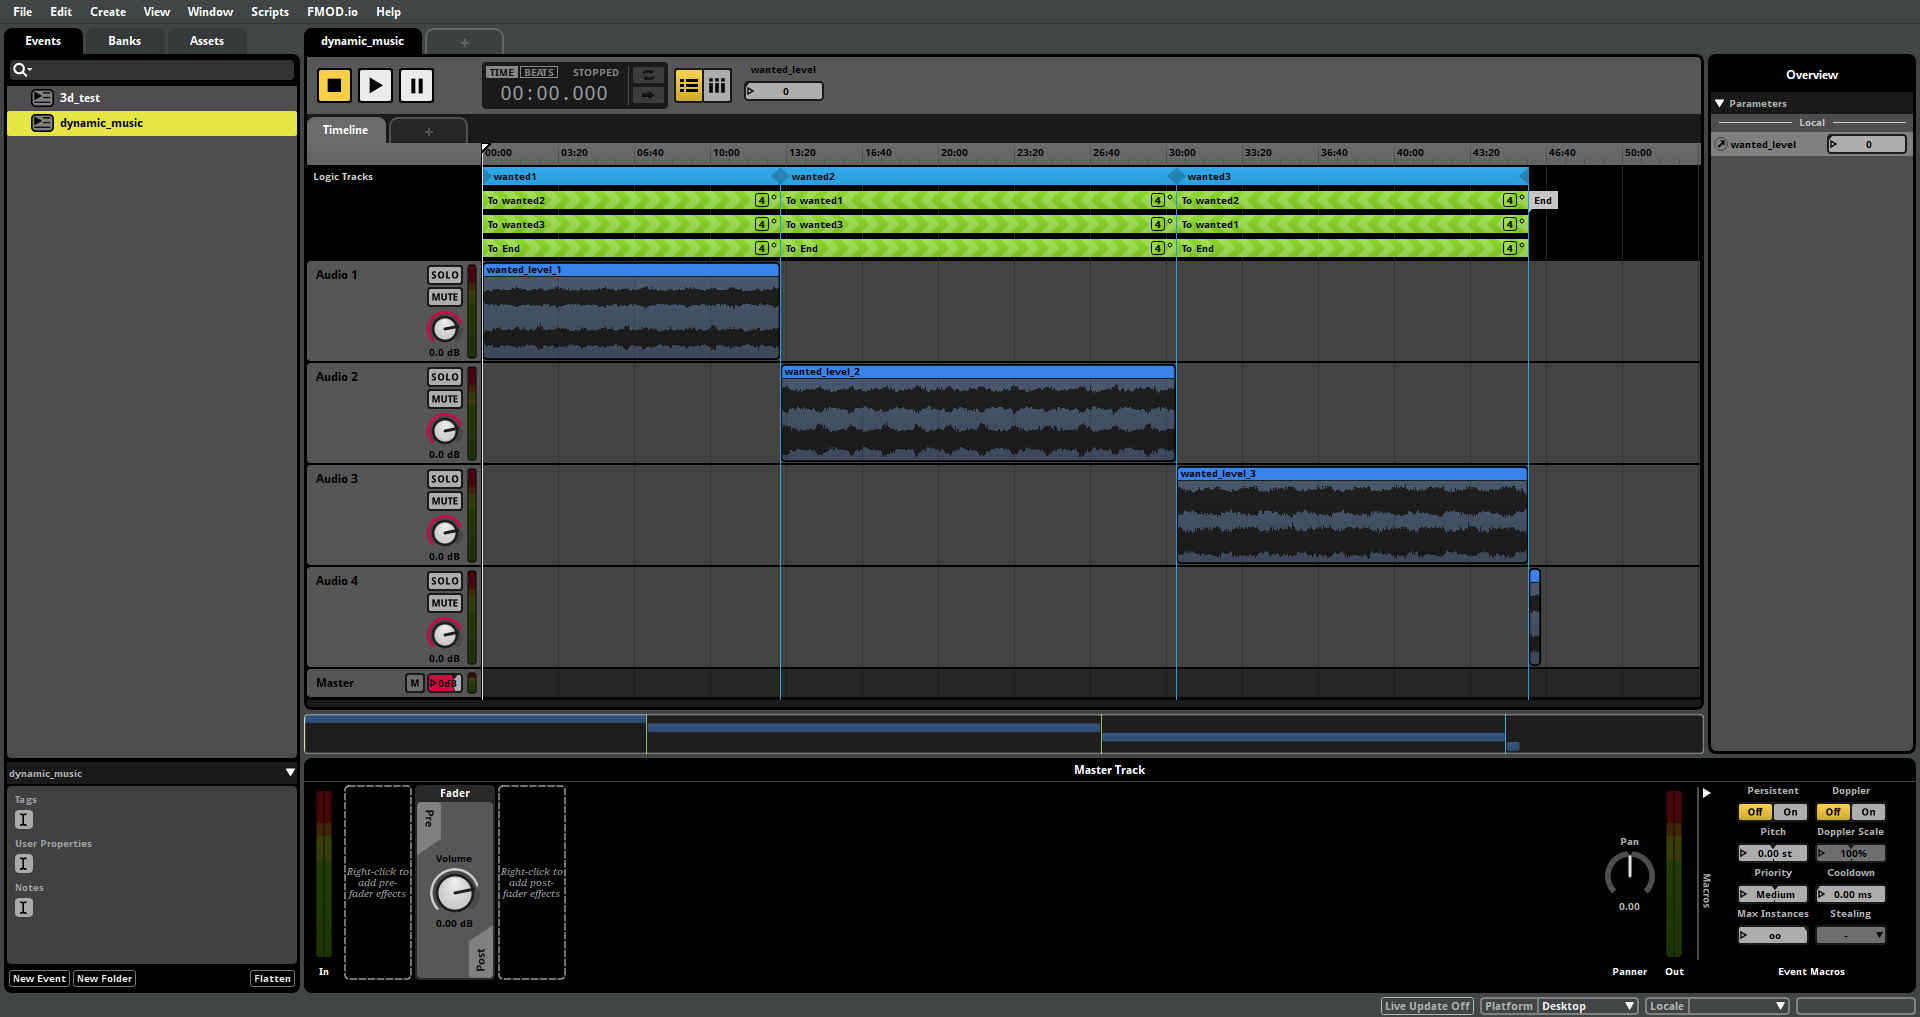 File Edit Create View Window Scripts FMOD.io Help
Events Banks Assets
dynamic_music +
3d_test
dynamic_music
TIME BEATS STOPPED
00:00.000
wanted_level
0
Timeline +
00:00 03:20 06:40 10:00 13:20 16:40 20:00 23:20 26:40 30:00 33:20 36:40 40:00 43:20 46:40 50:00
Logic Tracks wanted1 wanted2 wanted3
To wanted2 4 To wanted1 4 To wanted2 4 End
To wanted3 4 To wanted3 4 To wanted1 4
To End 4 To End 4 To End 4
Audio 1 SOLO wanted_level_1
MUTE
0.0 dB
Audio 2 SOLO wanted_level_2
MUTE
0.0 dB
Audio 3 SOLO wanted_level_3
MUTE
0.0 dB
Audio 4 SOLO
MUTE
0.0 dB
Master M 0dB
Overview
Parameters
Local
wanted_level 0
dynamic_music
Tags
User Properties
Notes
New Event New Folder Flatten
Master Track
In
Right-click to
add pre-
fader effects
Fader
Pre
Volume
0.00 dB
Post
Right-click to
add post-
fader effects
Pan
0.00
Panner
Out
Macros
Persistent Doppler
Off On Off On
Pitch Doppler Scale
0.00 st 100%
Priority Cooldown
Medium 0.00 ms
Max Instances Stealing
oo -
Event Macros
Live Update Off Platform Desktop Locale